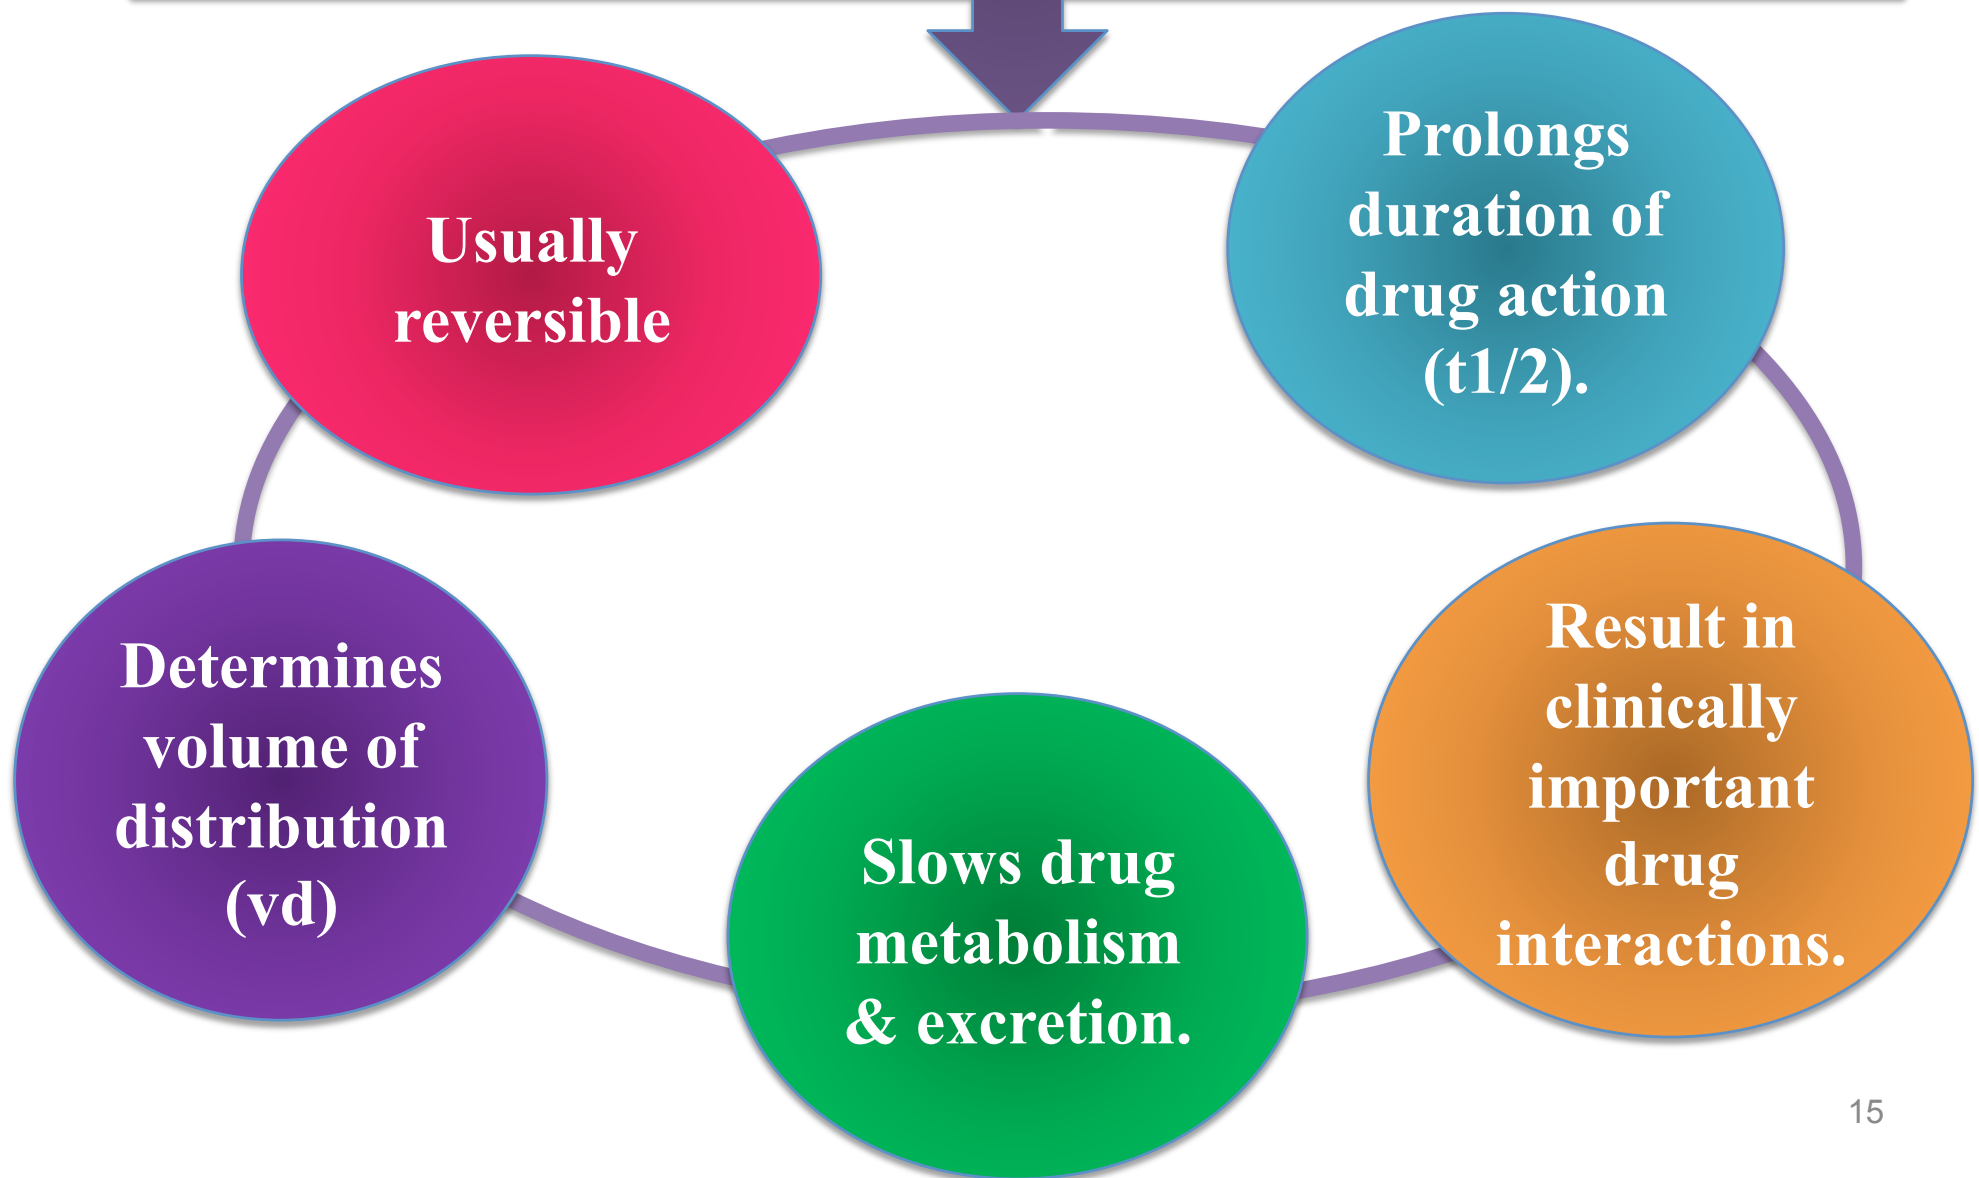 Usually
reversible
Prolongs
duration of
drug action
(t1/2).
Determines
volume of
distribution
(vd)
Slows drug
metabolism
& excretion.
Result in
clinically
important
drug
interactions.
15